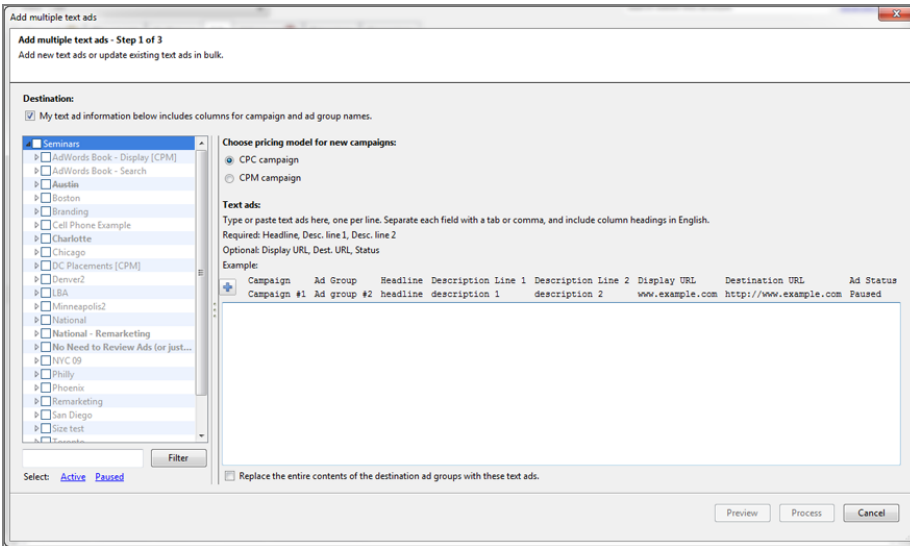 Add multiple text ads
Add multiple text ads - Step 1 of 3
Add new text ads or update existing text ads in bulk.
Destination:
My text ad information below includes columns for campaign and ad group names.
Seminars
AdWords Book - Display [CPM]
AdWords Book - Search
Austin
Boston
Branding
Cell Phone Example
Charlotte
Chicago
DC Placements [CPM]
Denver2
LBA
Minneapolis2
National
National - Remarketing
No Need to Review Ads (or just...
NYC 09
Philly
Phoenix
Remarketing
San Diego
Size test
Filter
Select: Active Paused
Choose pricing model for new campaigns:
CPC campaign
CPM campaign
Text ads:
Type or paste text ads here, one per line. Separate each field with a tab or comma, and include column headings in English.
Required: Headline, Desc. line 1, Desc. line 2
Optional: Display URL, Dest. URL, Status
Example:
Campaign Ad Group Headline Description Line 1 Description Line 2 Display URL Destination URL Ad Status
Campaign #1 Ad group #2 headline description 1 description 2 www.example.com http://www.example.com Paused
Replace the entire contents of the destination ad groups with these text ads.
Preview Process Cancel